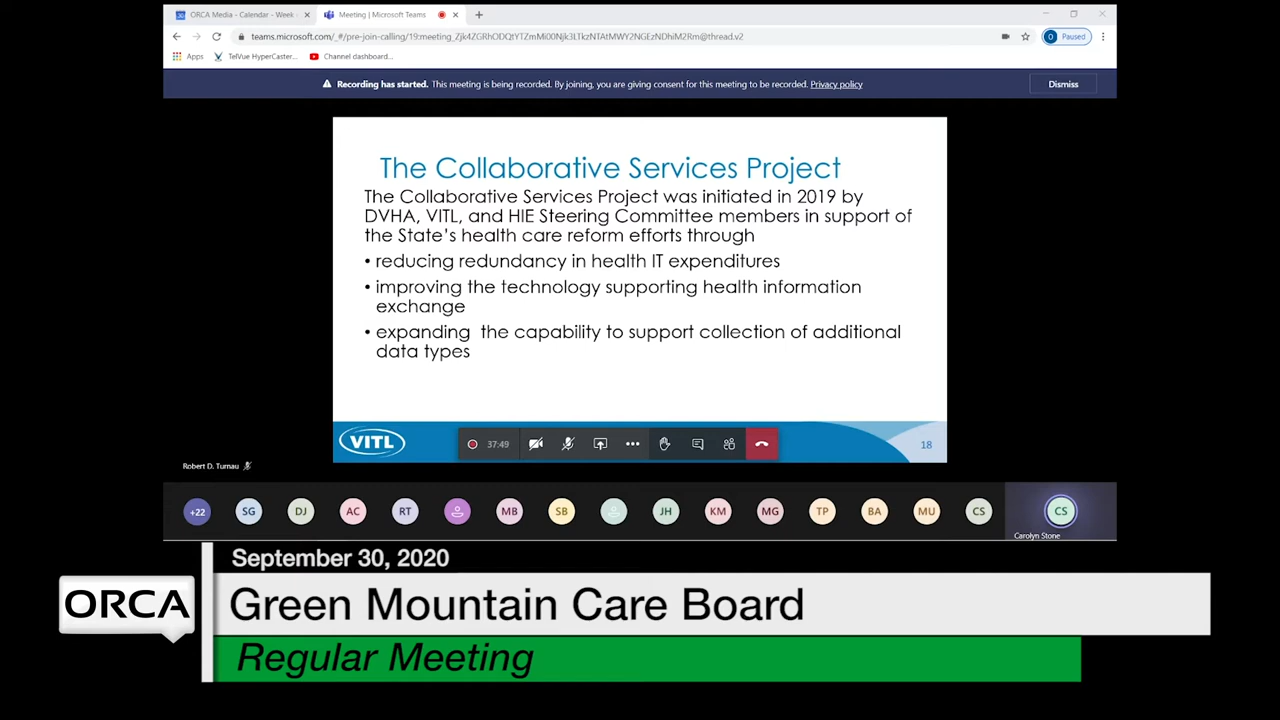 ORCA Media - Calendar - Week
Meeting | Microsoft Teams
teams.microsoft.com/_#/pre-join-calling/19:meeting_Zjk4ZGRhODQtYTZmMi00Njk3LTkzNTAtMWY2NGEzNDhiM2Rm@thread.v2
Paused
Apps
TelVue HyperCaster...
Channel dashboard...
Recording has started. This meeting is being recorded. By joining, you are giving consent for this meeting to be recorded. Privacy policy
Dismiss
The Collaborative Services Project
The Collaborative Services Project was initiated in 2019 by
DVHA, VITL, and HIE Steering Committee members in support of
the State's health care reform efforts through
• reducing redundancy in health IT expenditures
• improving the technology supporting health information
exchange
• expanding the capability to support collection of additional
data types
VITL
37:49
18
Robert D. Turnau
+22 SG DJ AC RT MB SB JH KM MG TP BA MU CS CS
Carolyn Stone
September 30, 2020
ORCA
Green Mountain Care Board
Regular Meeting